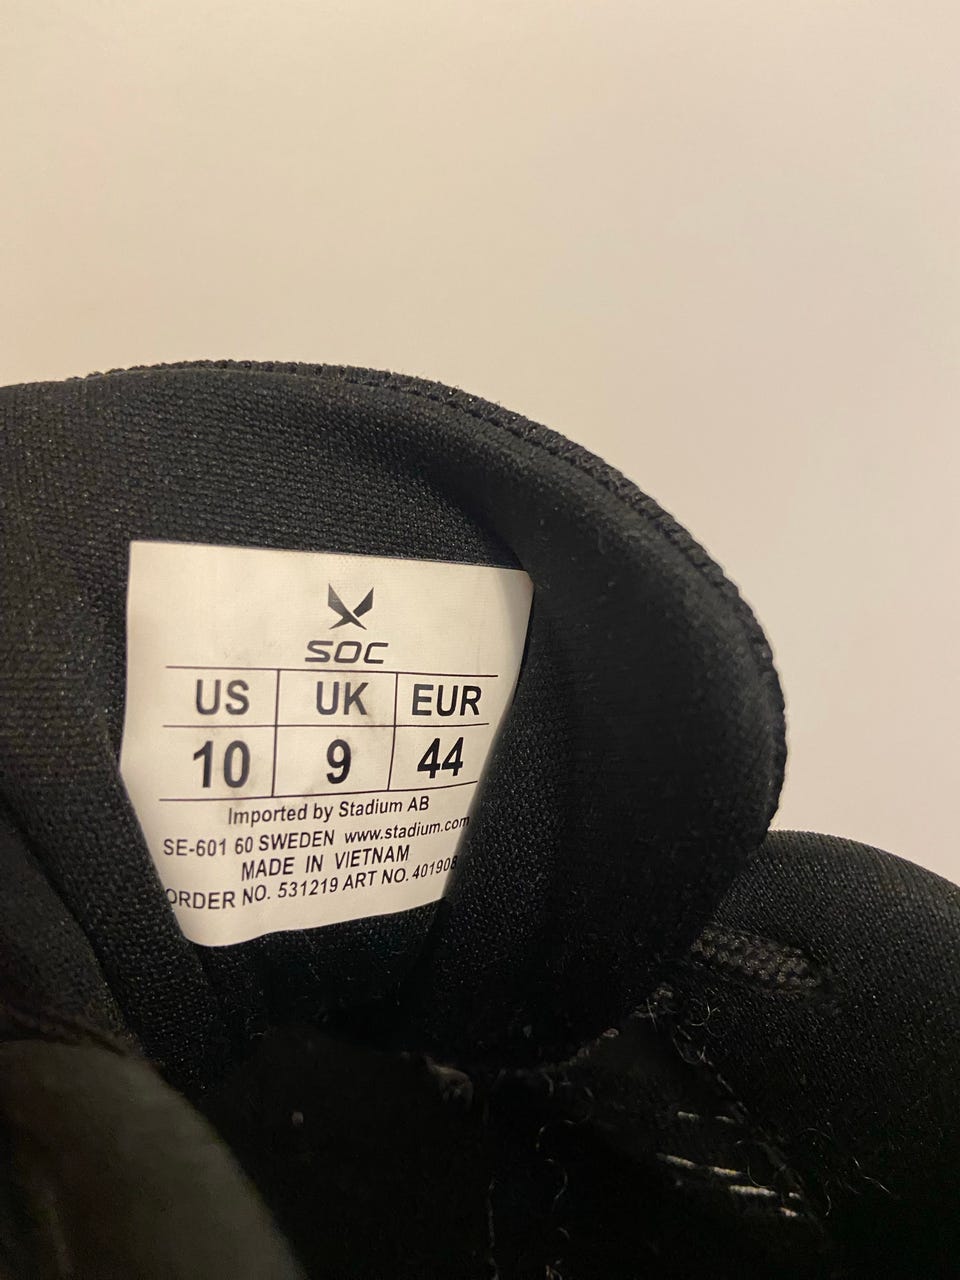 SOC
US UK EUR
10 9 44
Imported by Stadium AB
SE-601 60 SWEDEN www.stadium.com
MADE IN VIETNAM
ORDER NO. 531219 ART NO. 401908